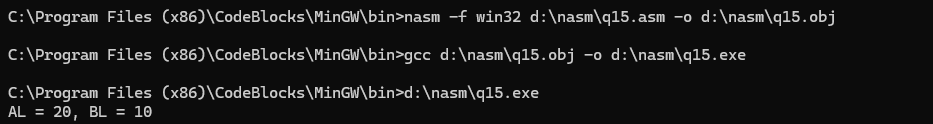 C:\Program Files (x86)\CodeBlocks\MinGW\bin>nasm -f win32 d:\nasm\q15.asm -o d:\nasm\q15.obj
C:\Program Files (x86)\CodeBlocks\MinGW\bin>gcc d:\nasm\q15.obj -o d:\nasm\q15.exe
C:\Program Files (x86)\CodeBlocks\MinGW\bin>d:\nasm\q15.exe
AL = 20, BL = 10